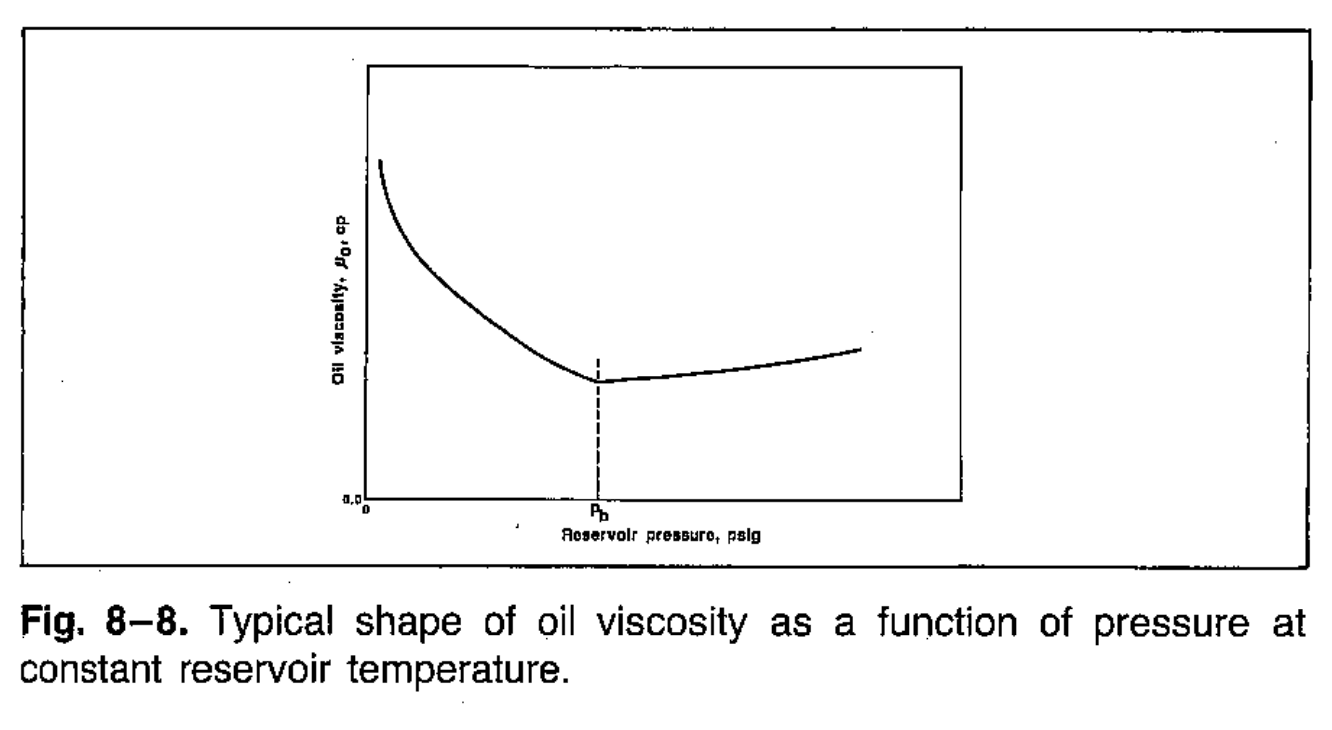 Oil viscosity, μo, cp
0.0
0
pb
Reservoir pressure, psig
Fig. 8–8. Typical shape of oil viscosity as a function of pressure at
constant reservoir temperature.